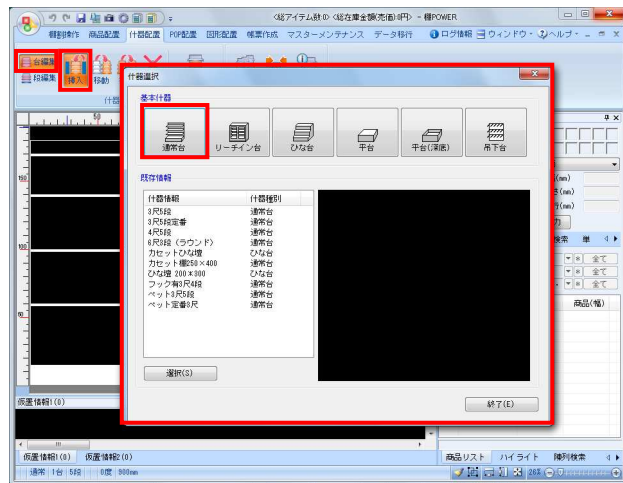 <総アイテム数:0> <総在庫金額(売価):0円> - 棚POWER
棚割操作 商品配置 什器配置 POP配置 図形配置 帳票作成 マスターメンテナンス データ移行 ログ情報 ウィンドウ ヘルプ
台編集
段編集
挿入 移動
什器選択
基本什器
通常台 リーチイン台 ひな台 平台 平台(深底) 吊下台
既存情報
什器情報 什器種別
3尺5段 通常台
3尺5段定番 通常台
4尺5段 通常台
6尺3段 (ラウンド) 通常台
カセットひな壇 ひな台
カセット棚250×400 通常台
ひな壇 200*300 ひな台
フック有3尺4段 通常台
ペット3尺5段 通常台
ペット定番3尺 通常台
選択(S)
終了(E)
(mm)
(mm)
(mm)
検索 単
全て
全て
全て
商品(幅)
150
100
50
50
仮置情報1(0)
仮置情報1(0) 仮置情報2(0)
商品リスト ハイライト 陳列検索
通常 1台 5段 0度 900mm
26%